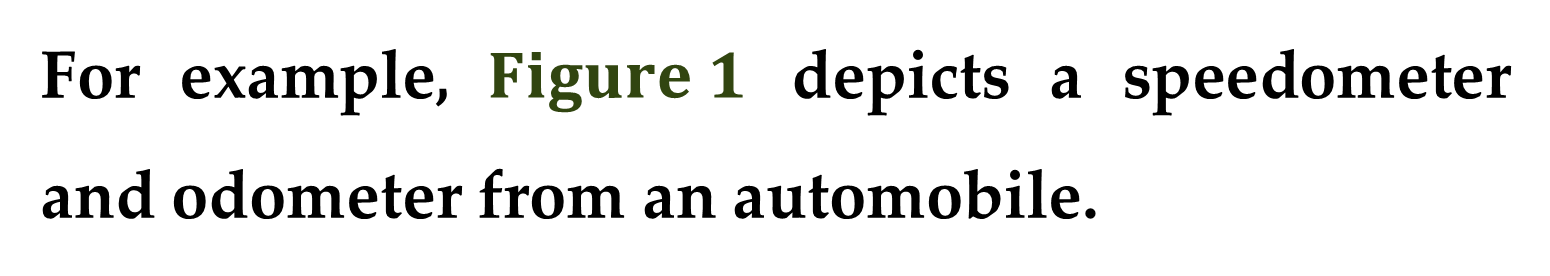 For example, Figure 1 depicts a speedometer
and odometer from an automobile.